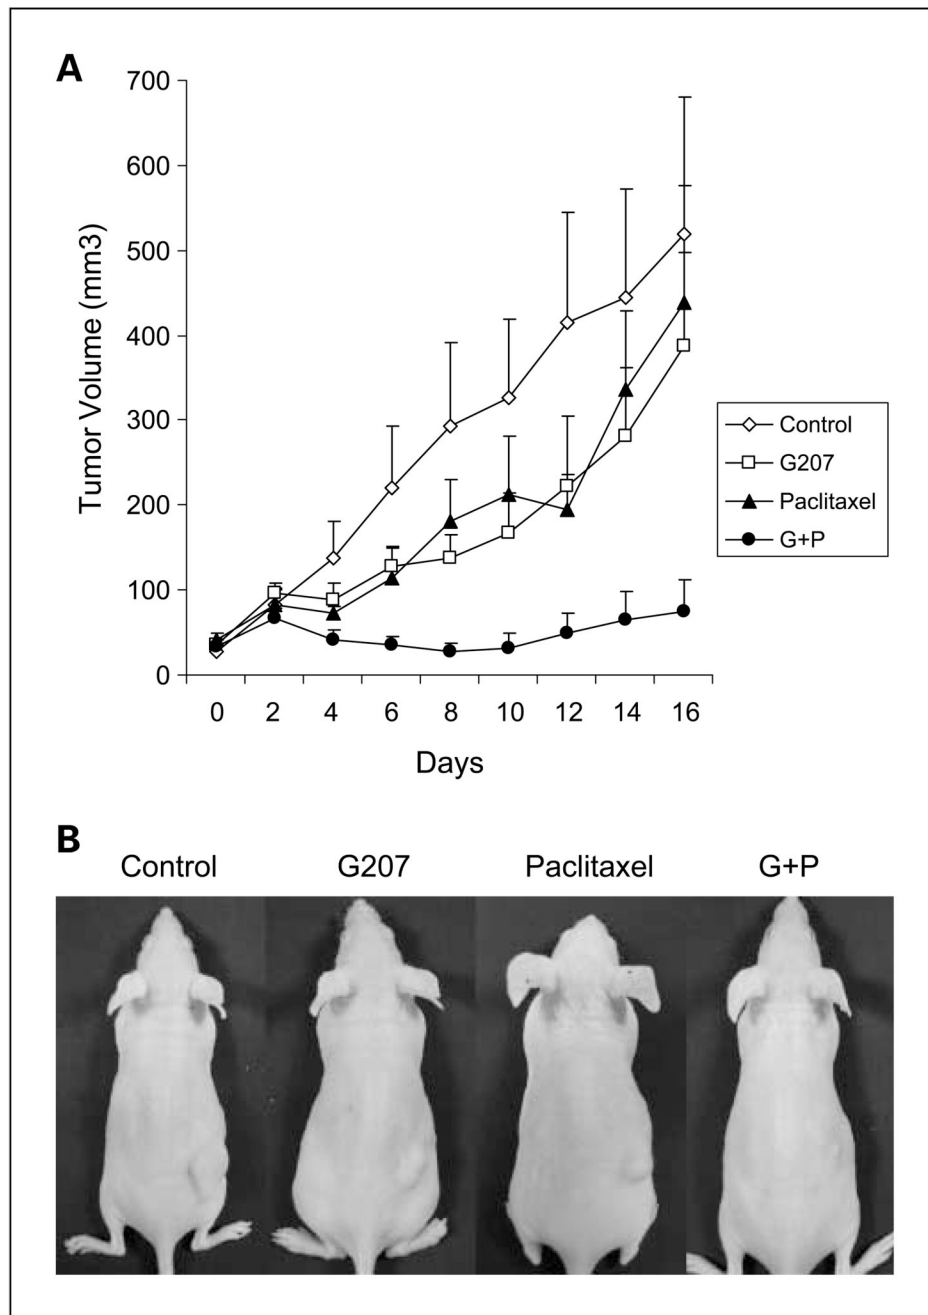 A
700
600
500
400
300
200
100
0
Tumor Volume (mm3)
0 2 4 6 8 10 12 14 16
Days
Control
G207
Paclitaxel
G+P
B
Control G207 Paclitaxel G+P